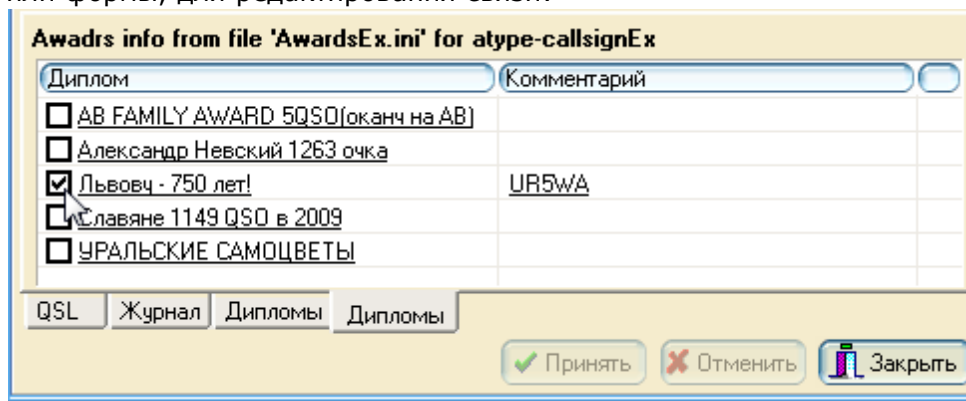 Awadrs info from file 'AwardsEx.ini' for atype-callsignEx
Диплом Комментарий
AB FAMILY AWARD 5QSO(оканч на AB)
Александр Невский 1263 очка
Львовч - 750 лет! UR5WA
Славяне 1149 QSO в 2009
УРАЛЬСКИЕ САМОЦВЕТЫ
QSL Журнал Дипломы Дипломы
Принять Отменить Закрыть